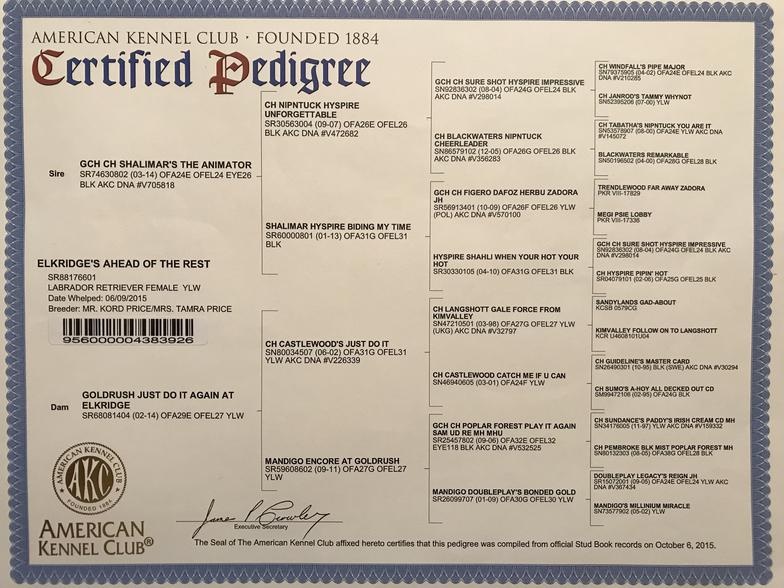 AMERICAN KENNEL CLUB · FOUNDED 1884
Certified Pedigree
Sire
GCH CH SHALIMAR'S THE ANIMATOR
SR74630802 (03-14) OFA24E OFEL24 EYE26
BLK AKC DNA #V705818
ELKRIDGE'S AHEAD OF THE REST
SR88176601
LABRADOR RETRIEVER FEMALE YLW
Date Whelped: 06/09/2015
Breeder: MR. KORD PRICE/MRS. TAMRA PRICE
956000004383926
Dam
GOLDRUSH JUST DO IT AGAIN AT
ELKRIDGE
SR68081404 (02-14) OFA29E OFEL27 YLW
CH NIPNTUCK HYSPIRE
UNFORGETTABLE
SR30563004 (09-07) OFA26E OFEL26
BLK AKC DNA #V472682
SHALIMAR HYSPIRE BIDING MY TIME
SR60000801 (01-13) OFA31G OFEL31
BLK
CH CASTLEWOOD'S JUST DO IT
SN80034507 (06-02) OFA31G OFEL31
YLW AKC DNA #V226339
MANDIGO ENCORE AT GOLDRUSH
SR59608602 (09-11) OFA27G OFEL27
YLW
GCH CH SURE SHOT HYSPIRE IMPRESSIVE
SN92836302 (08-04) OFA24G OFEL24 BLK
AKC DNA #V298014
CH BLACKWATERS NIPNTUCK
CHEERLEADER
SN86579102 (12-05) OFA26G OFEL26 BLK
AKC DNA #V356283
GCH CH FIGERO DAFOZ HERBU ZADORA
JH
SR56913401 (10-09) OFA26F OFEL26 YLW
(POL) AKC DNA #V570100
HYSPIRE SHAHLI WHEN YOUR HOT YOUR
HOT
SR30330105 (04-10) OFA31G OFEL31 BLK
CH LANGSHOTT GALE FORCE FROM
KIMVALLEY
SN47210501 (03-98) OFA27G OFEL27 YLW
(UKG) AKC DNA #V32797
CH CASTLEWOOD CATCH ME IF U CAN
SN46940605 (03-01) OFA24F YLW
GCH CH POPLAR FOREST PLAY IT AGAIN
SAM UD RE MH MHU
SR25457802 (09-06) OFA32E OFEL32
EYE118 BLK AKC DNA #V532525
MANDIGO DOUBLEPLAY'S BONDED GOLD
SR26099707 (01-09) OFA30G OFEL30 YLW
CH WINDFALL'S PIPE MAJOR
SN79375905 (04-02) OFA24E OFEL24 BLK AKC
DNA #V210285
CH JANROD'S TAMMY WHYNOT
SN52395206 (07-00) YLW
CH TABATHA'S NIPNTUCK YOU ARE IT
SN53578907 (08-00) OFA24E YLW AKC DNA
#V145072
BLACKWATERS REMARKABLE
SN50196502 (04-00) OFA28G OFEL28 BLK
TRENDLEWOOD FAR AWAY ZADORA
PKR VIII-17829
MEGI PSIE LOBBY
PKR VIII-17336
GCH CH SURE SHOT HYSPIRE IMPRESSIVE
SN92836302 (08-04) OFA24G OFEL24 BLK AKC
DNA #V298014
CH HYSPIRE PIPIN' HOT
SR04079101 (02-06) OFA25G OFEL25 BLK
SANDYLANDS GAD-ABOUT
KCSB 0579CG
KIMVALLEY FOLLOW ON TO LANGSHOTT
KCR U4608101U04
CH GUIDELINE'S MASTER CARD
SN26490301 (10-95) BLK (SWE) AKC DNA #V30294
CH SUMO'S A-HOY ALL DECKED OUT CD
SM99472108 (02-95) OFA24G BLK
CH SUNDANCE'S PADDY'S IRISH CREAM CD MH
SN34176005 (11-97) YLW AKC DNA #V159332
CH PEMBROKE BLK MIST POPLAR FOREST MH
SN80132303 (08-05) OFA38G OFEL28 BLK
DOUBLEPLAY LEGACY'S REIGN JH
SR15072001 (09-05) OFA24E OFEL24 YLW AKC
DNA #V367434
MANDIGO'S MILLINIUM MIRACLE
SN73577902 (05-02) YLW
AMERICAN KENNEL CLUB
AKC
FOUNDED 1884
AMERICAN
KENNEL CLUB®
Executive Secretary
The Seal of The American Kennel Club affixed hereto certifies that this pedigree was compiled from official Stud Book records on October 6, 2015.